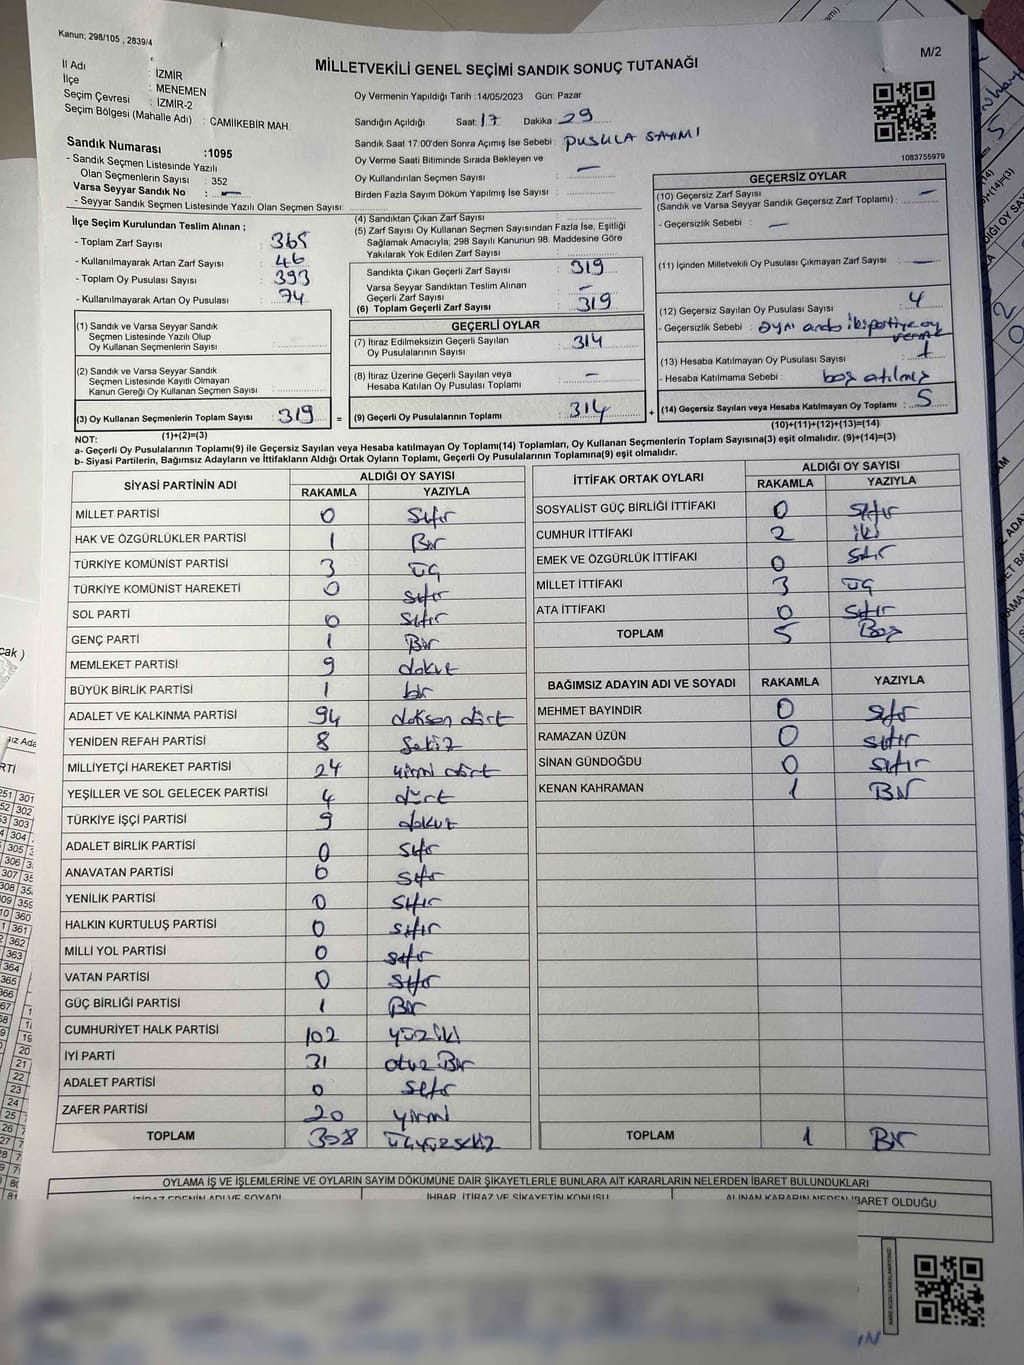 Kanun; 298/105 , 2839/4
M/2
MİLLETVEKİLİ GENEL SEÇİMİ SANDIK SONUÇ TUTANAĞI
İl Adı : İZMİR
İlçe : MENEMEN
Seçim Çevresi : İZMİR-2
Seçim Bölgesi (Mahalle Adı) : CAMİİKEBİR MAH.
Sandık Numarası :1095
- Sandık Seçmen Listesinde Yazılı
Olan Seçmenlerin Sayısı : 352
Varsa Seyyar Sandık No : —
- Seyyar Sandık Seçmen Listesinde Yazılı Olan Seçmen Sayısı:
Oy Vermenin Yapıldığı Tarih :14/05/2023 Gün: Pazar
Sandığın Açıldığı Saat: 17 Dakika : 29
Sandık Saat 17:00'den Sonra Açımış İse Sebebi : PUSULA SAYIMI
Oy Verme Saati Bitiminde Sırada Bekleyen ve
Oy Kullandırılan Seçmen Sayısı : —
Birden Fazla Sayım Döküm Yapılmış İse Sayısı :
1083755979
İlçe Seçim Kurulundan Teslim Alınan ;
- Toplam Zarf Sayısı : 365
- Kullanılmayarak Artan Zarf Sayısı : 46
- Toplam Oy Pusulası Sayısı : 393
- Kullanılmayarak Artan Oy Pusulası : 74
(1) Sandık ve Varsa Seyyar Sandık
Seçmen Listesinde Yazılı Olup
Oy Kullanan Seçmenlerin Sayısı :
(2) Sandık ve Varsa Seyyar Sandık
Seçmen Listesinde Kayıtlı Olmayan
Kanun Gereği Oy Kullanan Seçmen Sayısı :
(3) Oy Kullanan Seçmenlerin Toplam Sayısı : 319 =
(1)+(2)=(3)
(4) Sandıktan Çıkan Zarf Sayısı :
(5) Zarf Sayısı Oy Kullanan Seçmen Sayısından Fazla İse, Eşitliği
Sağlamak Amacıyla; 298 Sayılı Kanunun 98. Maddesine Göre
Yakılarak Yok Edilen Zarf Sayısı :
Sandıkta Çıkan Geçerli Zarf Sayısı : 319
Varsa Seyyar Sandıktan Teslim Alınan
Geçerli Zarf Sayısı : —
(6) Toplam Geçerli Zarf Sayısı : 319
GEÇERLİ OYLAR
(7) İtiraz Edilmeksizin Geçerli Sayılan
Oy Pusulalarının Sayısı : 314
(8) İtiraz Üzerine Geçerli Sayılan veya
Hesaba Katılan Oy Pusulası Toplamı : —
(9) Geçerli Oy Pusulalarının Toplamı : 314 +
GEÇERSİZ OYLAR
(10) Geçersiz Zarf Sayısı : —
(Sandık ve Varsa Seyyar Sandık Geçersiz Zarf Toplamı) :
- Geçersizlik Sebebi : —
(11) İçinden Milletvekili Oy Pusulası Çıkmayan Zarf Sayısı : —
(12) Geçersiz Sayılan Oy Pusulası Sayısı : 4
- Geçersizlik Sebebi : aynı anda iki partiye oy
verme
(13) Hesaba Katılmayan Oy Pusulası Sayısı : 1
- Hesaba Katılmama Sebebi : boş atılmış
(14) Geçersiz Sayılan veya Hesaba Katılmayan Oy Toplamı : 5
(10)+(11)+(12)+(13)=(14)
NOT:
a- Geçerli Oy Pusulalarının Toplamı(9) ile Geçersiz Sayılan veya Hesaba katılmayan Oy Toplamı(14) Toplamları, Oy Kullanan Seçmenlerin Toplam Sayısına(3) eşit olmalıdır. (9)+(14)=(3)
b- Siyasi Partilerin, Bağımsız Adayların ve İttifakların Aldığı Ortak Oyların Toplamı, Geçerli Oy Pusulalarının Toplamına(9) eşit olmalıdır.
SİYASİ PARTİNİN ADI ALDIĞI OY SAYISI
RAKAMLA YAZIYLA
MİLLET PARTİSİ 0 Sıfır
HAK VE ÖZGÜRLÜKLER PARTİSİ 1 Bir
TÜRKİYE KOMÜNİST PARTİSİ 3 üç
TÜRKİYE KOMÜNİST HAREKETİ 0 sıfır
SOL PARTİ 0 Sıfır
GENÇ PARTİ 1 Bir
MEMLEKET PARTİSİ 9 dokuz
BÜYÜK BİRLİK PARTİSİ 1 bir
ADALET VE KALKINMA PARTİSİ 94 doksan dört
YENİDEN REFAH PARTİSİ 8 Sekiz
MİLLİYETÇİ HAREKET PARTİSİ 24 yirmi dört
YEŞİLLER VE SOL GELECEK PARTİSİ 4 dört
TÜRKİYE İŞÇİ PARTİSİ 9 dokuz
ADALET BİRLİK PARTİSİ 0 Sıfır
ANAVATAN PARTİSİ 0 sıfır
YENİLİK PARTİSİ 0 Sıfır
HALKIN KURTULUŞ PARTİSİ 0 sıfır
MİLLİ YOL PARTİSİ 0 sıfır
VATAN PARTİSİ 0 sıfır
GÜÇ BİRLİĞİ PARTİSİ 1 Bir
CUMHURİYET HALK PARTİSİ 102 yüziki
İYİ PARTİ 31 otuz Bir
ADALET PARTİSİ 0 sıfır
ZAFER PARTİSİ 20 yirmi
TOPLAM 308 üçyüzsekiz
İTTİFAK ORTAK OYLARI ALDIĞI OY SAYISI
RAKAMLA YAZIYLA
SOSYALİST GÜÇ BİRLİĞİ İTTİFAKI 0 sıfır
CUMHUR İTTİFAKI 2 iki
EMEK VE ÖZGÜRLÜK İTTİFAKI 0 sıfır
MİLLET İTTİFAKI 3 üç
ATA İTTİFAKI 0 sıfır
TOPLAM 5 Beş
BAĞIMSIZ ADAYIN ADI VE SOYADI RAKAMLA YAZIYLA
MEHMET BAYINDIR 0 sıfır
RAMAZAN ÜZÜN 0 sıfır
SİNAN GÜNDOĞDU 0 sıfır
KENAN KAHRAMAN 1 Bir
TOPLAM 1 Bir
OYLAMA İŞ VE İŞLEMLERİNE VE OYLARIN SAYIM DÖKÜMÜNE DAİR ŞİKAYETLERLE BUNLARA AİT KARARLARIN NELERDEN İBARET BULUNDUKLARI
İTİRAZ EDENİN ADI VE SOYADI İHBAR, İTİRAZ VE ŞİKAYETİN KONUSU ALINAN KARARIN NEDEN İBARET OLDUĞU